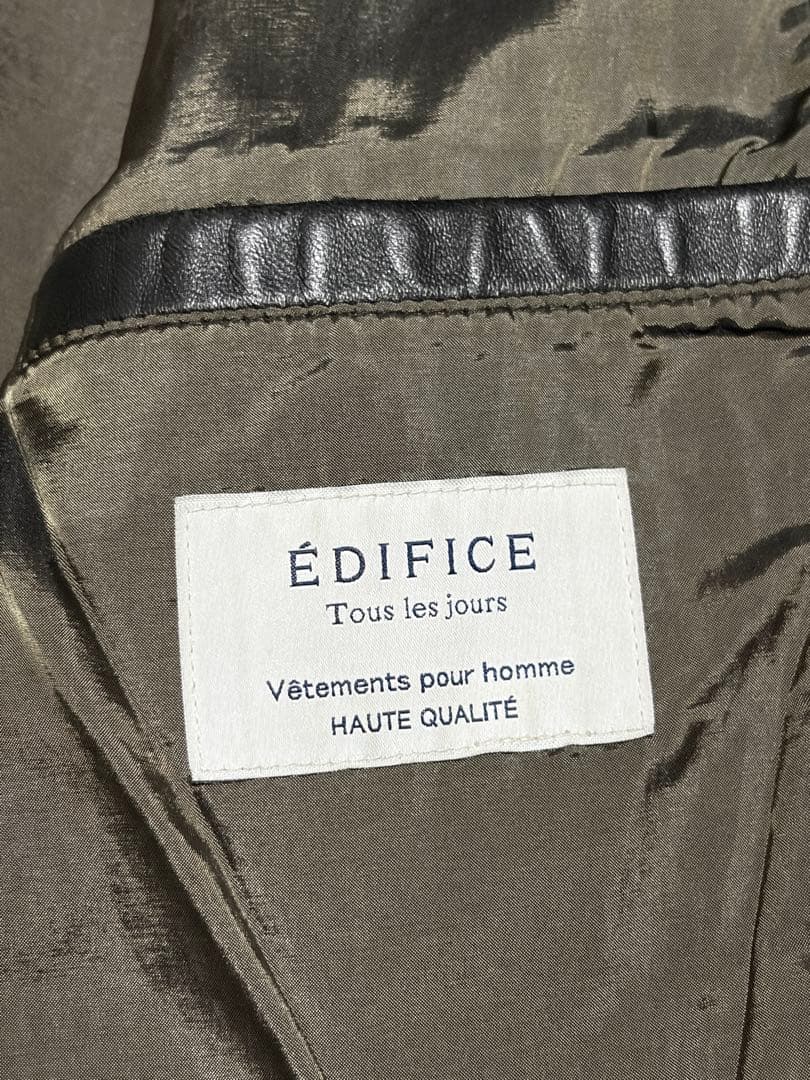 ÉDIFICE
Tous les jours
Vêtements pour homme
HAUTE QUALITÉ